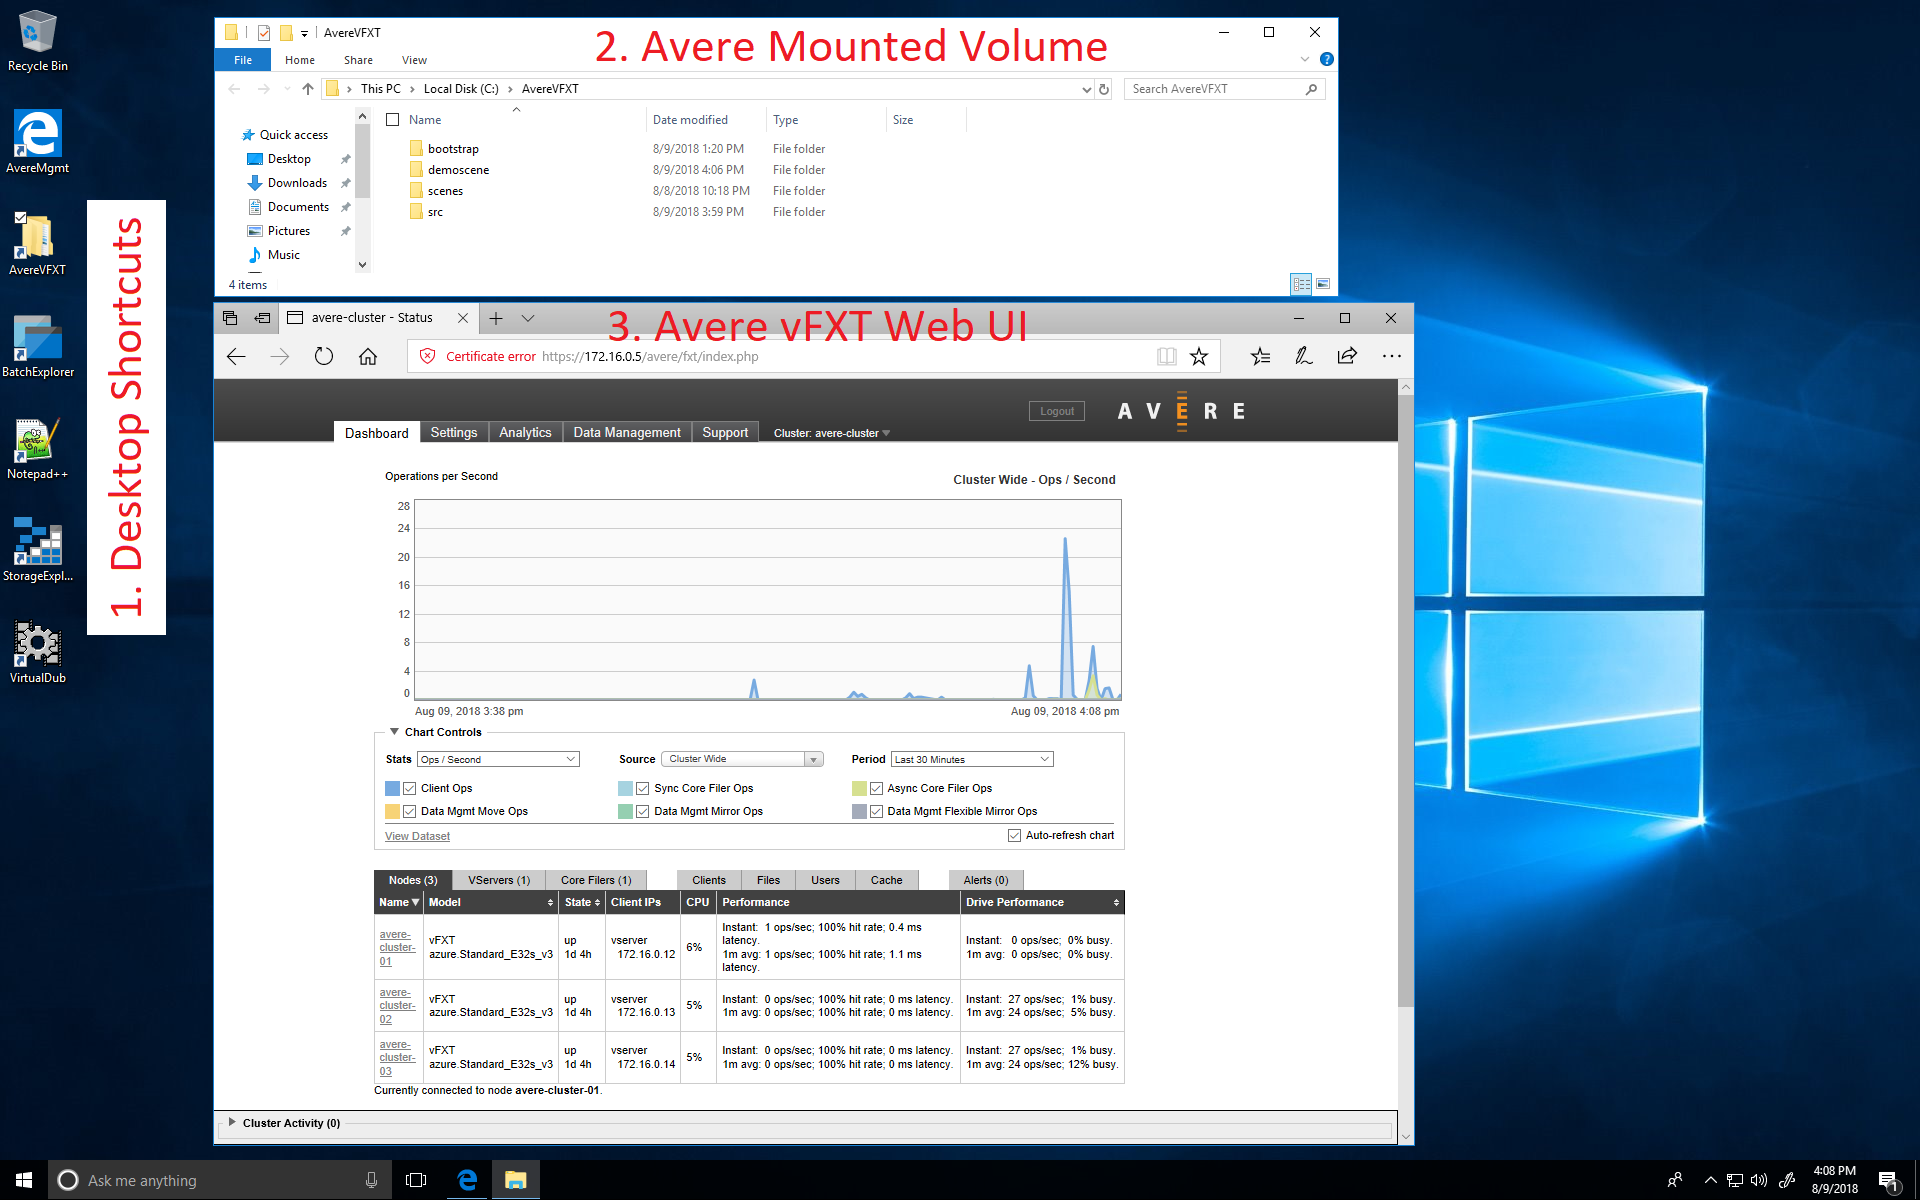 Recycle Bin
AvereMgmt
AvereVFXT
BatchExplorer
Notepad++
StorageExpl...
VirtualDub
1. Desktop Shortcuts
AvereVFXT
2. Avere Mounted Volume
File Home Share View
This PC > Local Disk (C:) > AvereVFXT
Search AvereVFXT
Quick access
Desktop
Downloads
Documents
Pictures
Music
Name Date modified Type Size
bootstrap 8/9/2018 1:20 PM File folder
demoscene 8/9/2018 4:06 PM File folder
scenes 8/8/2018 10:18 PM File folder
src 8/9/2018 3:59 PM File folder
4 items
avere-cluster - Status
3. Avere vFXT Web UI
Certificate error https://172.16.0.5/avere/fxt/index.php
Logout
AVERE
Dashboard Settings Analytics Data Management Support Cluster: avere-cluster
Operations per Second
Cluster Wide - Ops / Second
28
24
20
16
12
8
4
0
Aug 09, 2018 3:38 pm Aug 09, 2018 4:08 pm
Chart Controls
Stats Ops / Second Source Cluster Wide Period Last 30 Minutes
Client Ops Sync Core Filer Ops Async Core Filer Ops
Data Mgmt Move Ops Data Mgmt Mirror Ops Data Mgmt Flexible Mirror Ops
View Dataset Auto-refresh chart
Nodes (3) VServers (1) Core Filers (1) Clients Files Users Cache Alerts (0)
Name Model State Client IPs CPU Performance Drive Performance
avere-
cluster-
01
vFXT
azure.Standard_E32s_v3
up
1d 4h
vserver
172.16.0.12
6%
Instant: 1 ops/sec; 100% hit rate; 0.4 ms
latency.
1m avg: 1 ops/sec; 100% hit rate; 1.1 ms
latency.
Instant: 0 ops/sec; 0% busy.
1m avg: 0 ops/sec; 0% busy.
avere-
cluster-
02
vFXT
azure.Standard_E32s_v3
up
1d 4h
vserver
172.16.0.13
5%
Instant: 0 ops/sec; 100% hit rate; 0 ms latency.
1m avg: 0 ops/sec; 100% hit rate; 0 ms latency.
Instant: 27 ops/sec; 1% busy.
1m avg: 24 ops/sec; 5% busy.
avere-
cluster-
03
vFXT
azure.Standard_E32s_v3
up
1d 4h
vserver
172.16.0.14
5%
Instant: 0 ops/sec; 100% hit rate; 0 ms latency.
1m avg: 0 ops/sec; 100% hit rate; 0 ms latency.
Instant: 27 ops/sec; 1% busy.
1m avg: 24 ops/sec; 12% busy.
Currently connected to node avere-cluster-01.
Cluster Activity (0)
Ask me anything
4:08 PM
8/9/2018
1